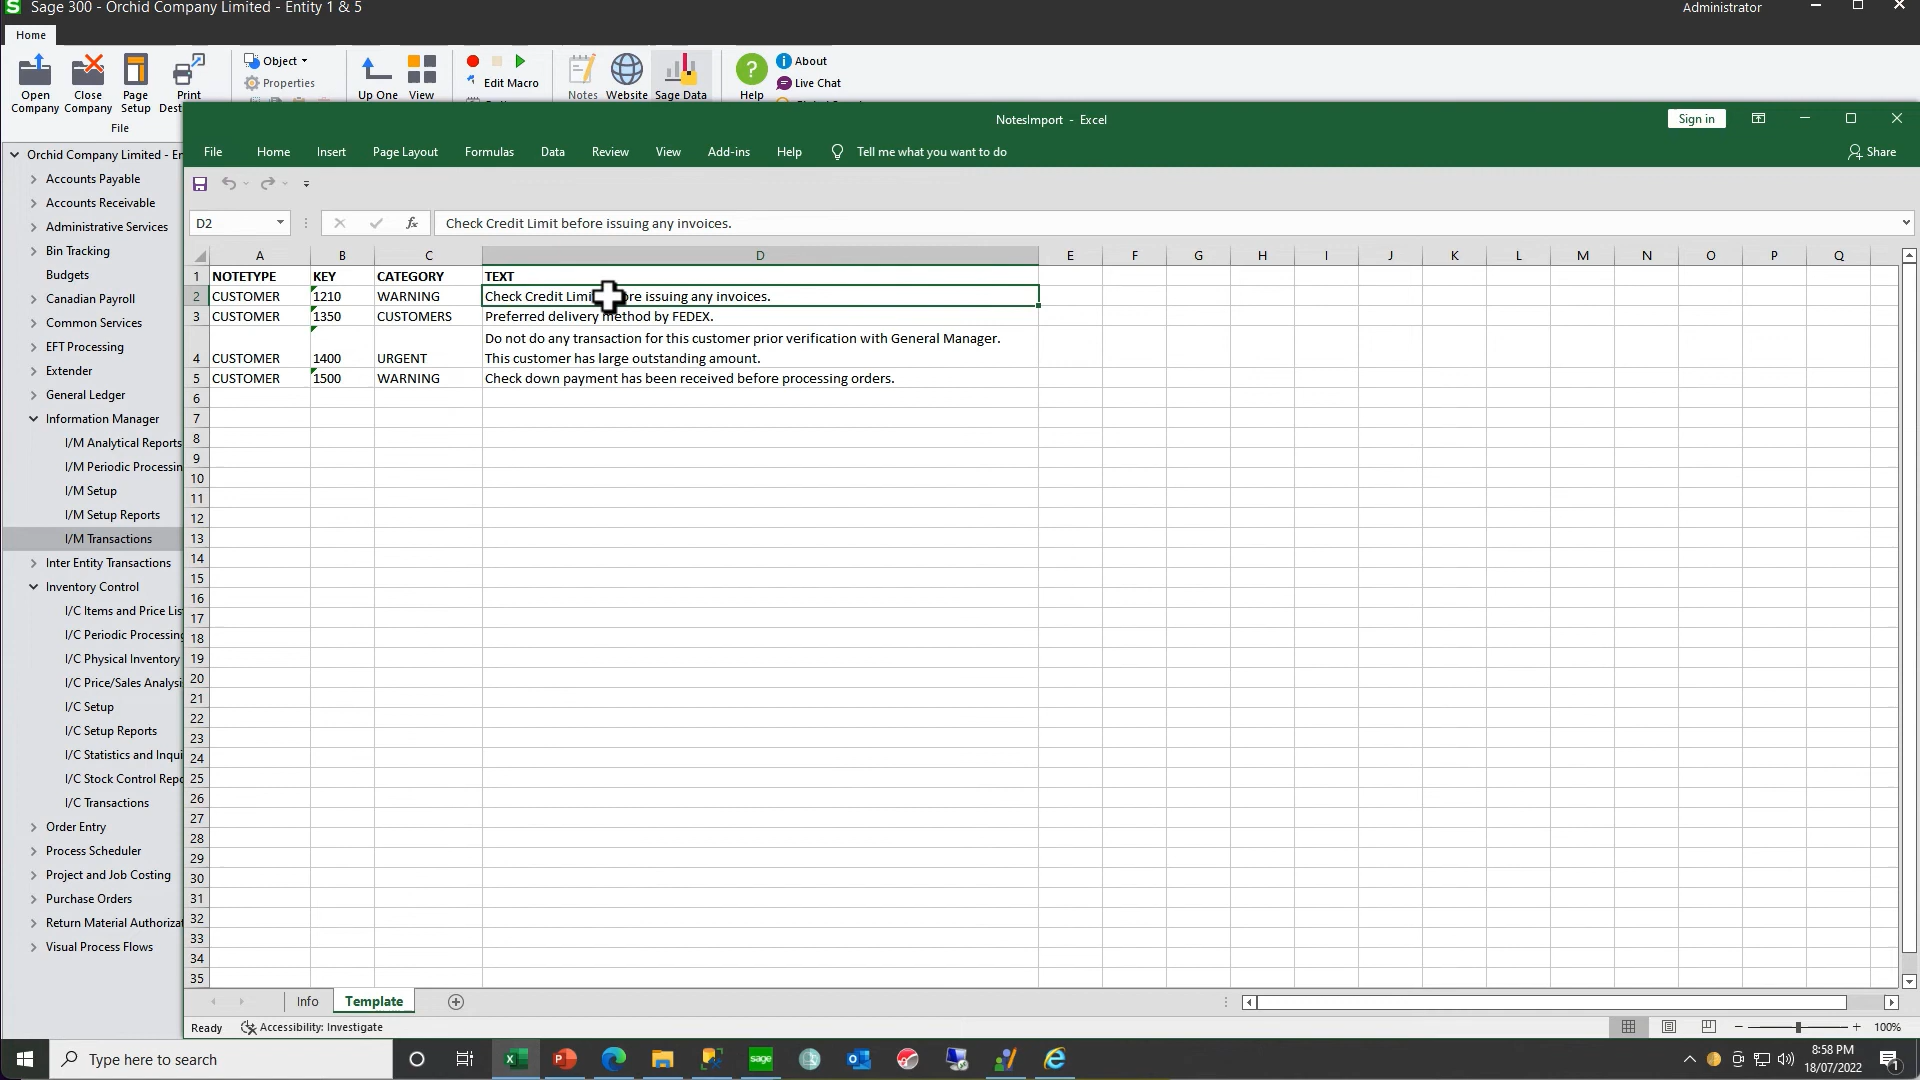 Sage 300 - Orchid Company Limited - Entity 1 & 5
Administrator
Home
Open Company
Close Company
Page Setup
Print
File
Object
Properties
Up One
View
Edit Macro
Notes
Website
Sage Data
Help
About
Live Chat
NotesImport - Excel
Sign in
File Home Insert Page Layout Formulas Data Review View Add-ins Help Tell me what you want to do
Share
D2
fx
Check Credit Limit before issuing any invoices.
A B C D E F G H I J K L M N O P Q
1 NOTETYPE KEY CATEGORY TEXT
2 CUSTOMER 1210 WARNING Check Credit Limi re issuing any invoices.
3 CUSTOMER 1350 CUSTOMERS Preferred delivery method by FEDEX.
Do not do any transaction for this customer prior verification with General Manager.
4 CUSTOMER 1400 URGENT This customer has large outstanding amount.
5 CUSTOMER 1500 WARNING Check down payment has been received before processing orders.
6
7
8
9
10
11
12
13
14
15
16
17
18
19
20
21
22
23
24
25
26
27
28
29
30
31
32
33
34
35
Orchid Company Limited - En
Accounts Payable
Accounts Receivable
Administrative Services
Bin Tracking
Budgets
Canadian Payroll
Common Services
EFT Processing
Extender
General Ledger
Information Manager
I/M Analytical Reports
I/M Periodic Processin
I/M Setup
I/M Setup Reports
I/M Transactions
Inter Entity Transactions
Inventory Control
I/C Items and Price Lis
I/C Periodic Processing
I/C Physical Inventory
I/C Price/Sales Analysi
I/C Setup
I/C Setup Reports
I/C Statistics and Inqui
I/C Stock Control Repo
I/C Transactions
Order Entry
Process Scheduler
Project and Job Costing
Purchase Orders
Return Material Authorizat
Visual Process Flows
Info
Template
Ready
Accessibility: Investigate
100%
Type here to search
sage
8:58 PM
18/07/2022